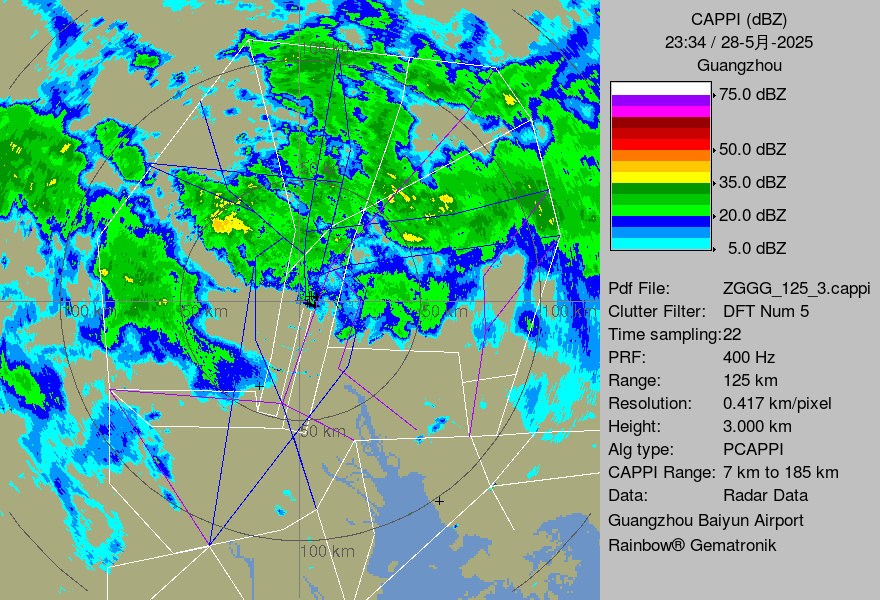 CAPPI (dBZ)
23:34 / 28-5月-2025
Guangzhou
75.0 dBZ
50.0 dBZ
35.0 dBZ
20.0 dBZ
5.0 dBZ
Pdf File: ZGGG_125_3.cappi
Clutter Filter: DFT Num 5
Time sampling:22
PRF: 400 Hz
Range: 125 km
Resolution: 0.417 km/pixel
Height: 3.000 km
Alg type: PCAPPI
CAPPI Range: 7 km to 185 km
Data: Radar Data
Guangzhou Baiyun Airport
Rainbow® Gematronik
100 km
50 km
50 km
100 km
50 km
100 km